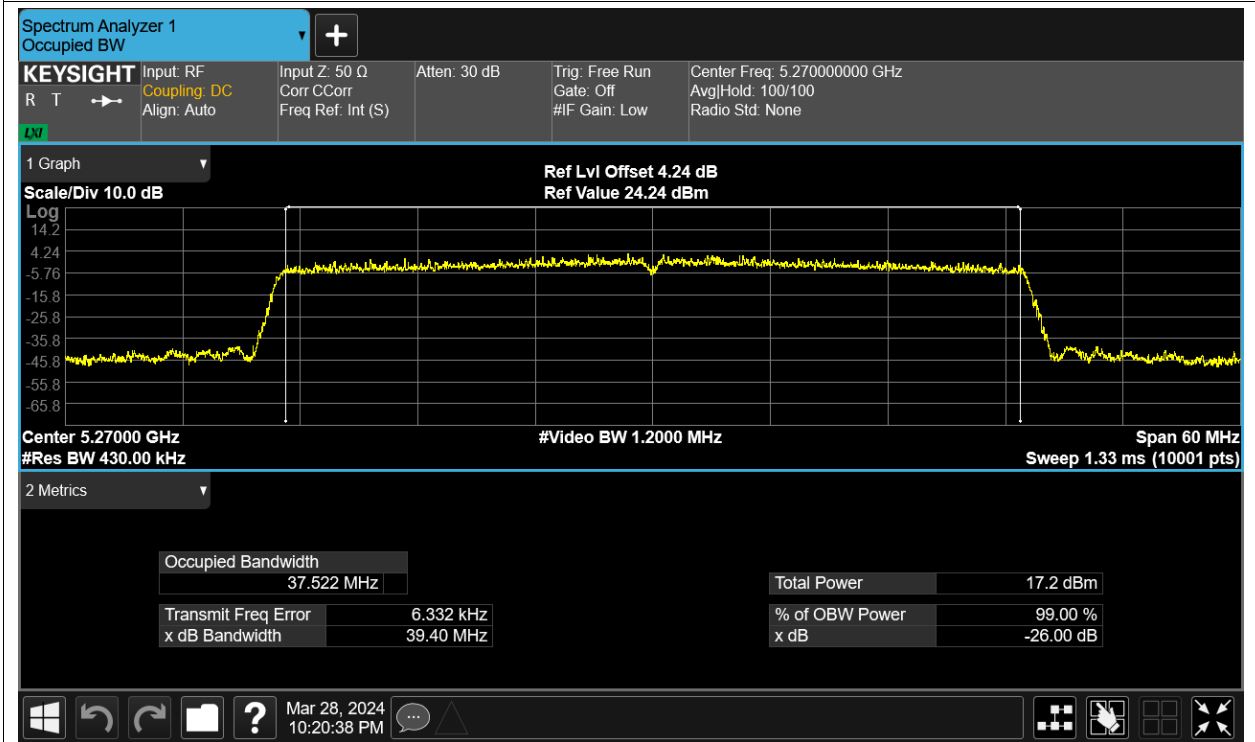 Spectrum Analyzer 1
Occupied BW
KEYSIGHT
R T
LXI
Input: RF
Coupling: DC
Align: Auto
Input Z: 50 Ω
Corr CCorr
Freq Ref: Int (S)
Atten: 30 dB
Trig: Free Run
Gate: Off
#IF Gain: Low
Center Freq: 5.270000000 GHz
Avg|Hold: 100/100
Radio Std: None
1 Graph
Ref Lvl Offset 4.24 dB
Scale/Div 10.0 dB
Ref Value 24.24 dBm
Log
14.2
4.24
-5.76
-15.8
-25.8
-35.8
-45.8
-55.8
-65.8
Center 5.27000 GHz
#Video BW 1.2000 MHz
Span 60 MHz
#Res BW 430.00 kHz
Sweep 1.33 ms (10001 pts)
2 Metrics
Occupied Bandwidth
37.522 MHz
Total Power 17.2 dBm
Transmit Freq Error 6.332 kHz
% of OBW Power 99.00 %
x dB Bandwidth 39.40 MHz
x dB -26.00 dB
?
Mar 28, 2024
10:20:38 PM